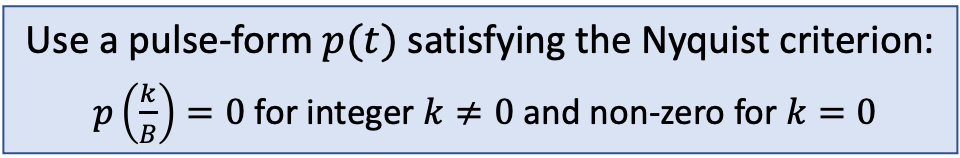 Use a pulse-form p(t) satisfying the Nyquist criterion:
p(k/B) = 0 for integer k ≠ 0 and non-zero for k = 0